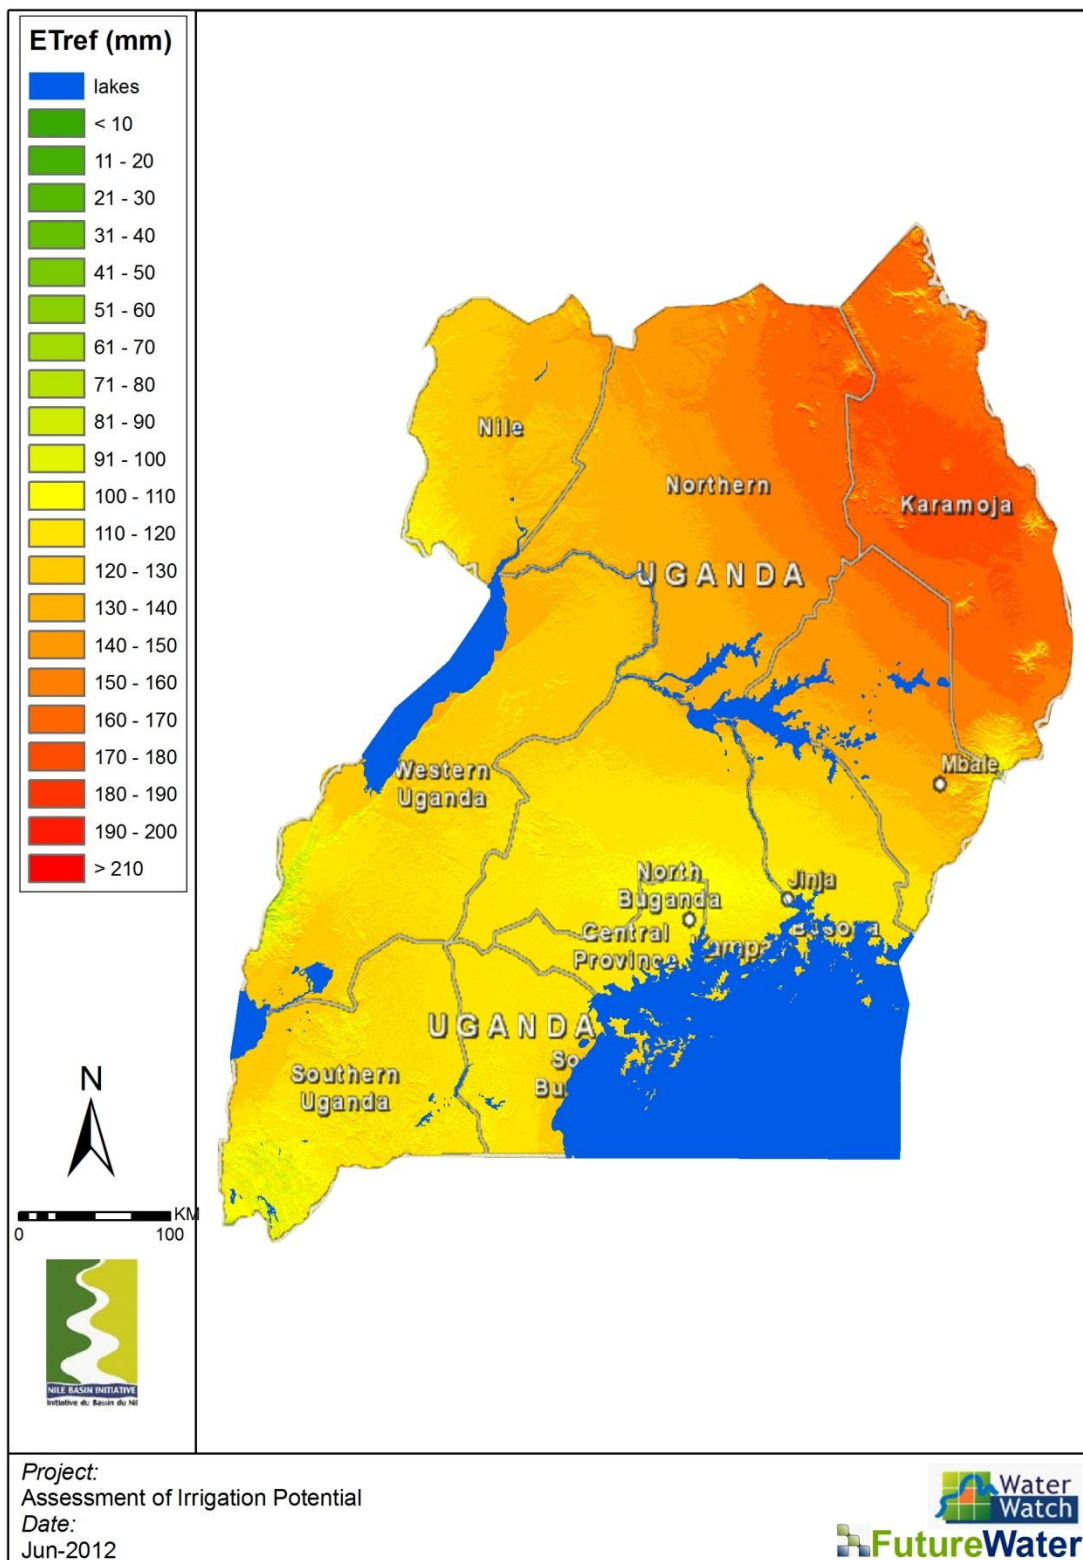 ETref (mm)
lakes
< 10
11 - 20
21 - 30
31 - 40
41 - 50
51 - 60
61 - 70
71 - 80
81 - 90
91 - 100
100 - 110
110 - 120
120 - 130
130 - 140
140 - 150
150 - 160
160 - 170
170 - 180
180 - 190
190 - 200
> 210
Nile
Northern
Karamoja
UGANDA
Western
Uganda
Mbale
North
Buganda
Jinja
Central
Province
UGANDA
Southern
Uganda
So
Bu
N
KM
0 100
NILE BASIN INITIATIVE
Initiative du Bassin du Nil
Project:
Assessment of Irrigation Potential
Date:
Jun-2012
Water
Watch
FutureWater